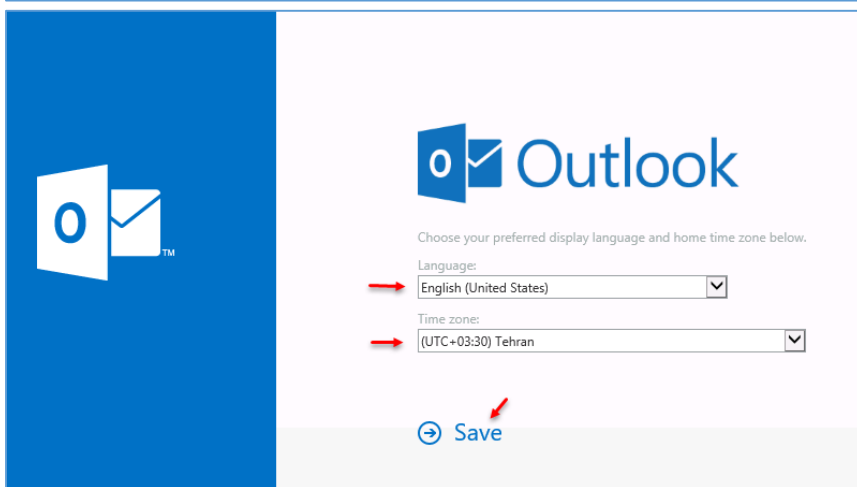 O
TM
O Outlook
Choose your preferred display language and home time zone below.
Language:
English (United States)
Time zone:
(UTC+03:30) Tehran
Save